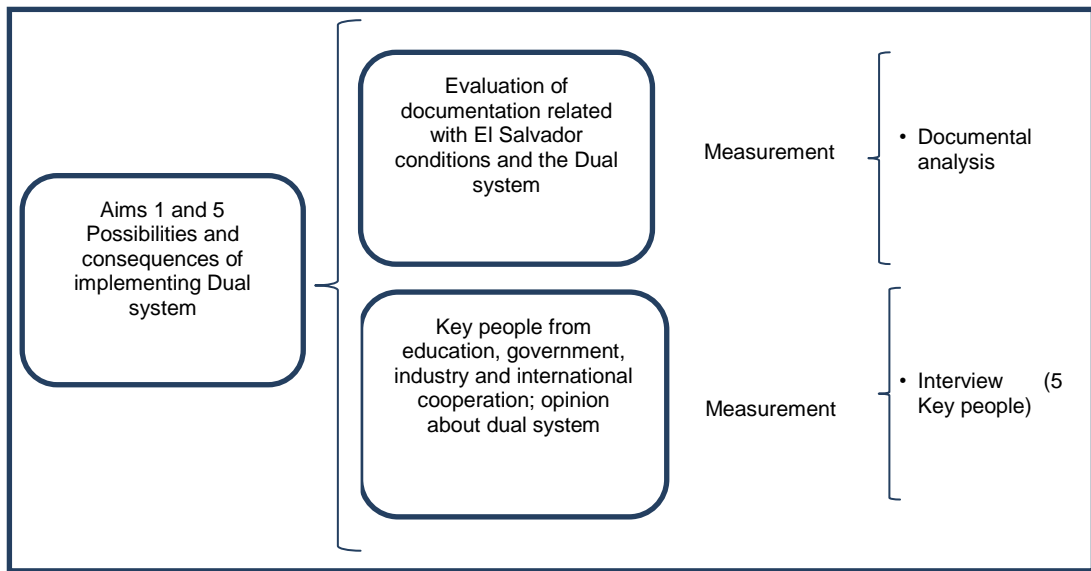 Aims 1 and 5
Possibilities and
consequences of
implementing Dual
system
Evaluation of
documentation related
with El Salvador
conditions and the Dual
system
Measurement
• Documental
analysis
Key people from
education, government,
industry and international
cooperation; opinion
about dual system
Measurement
• Interview (5
Key people)